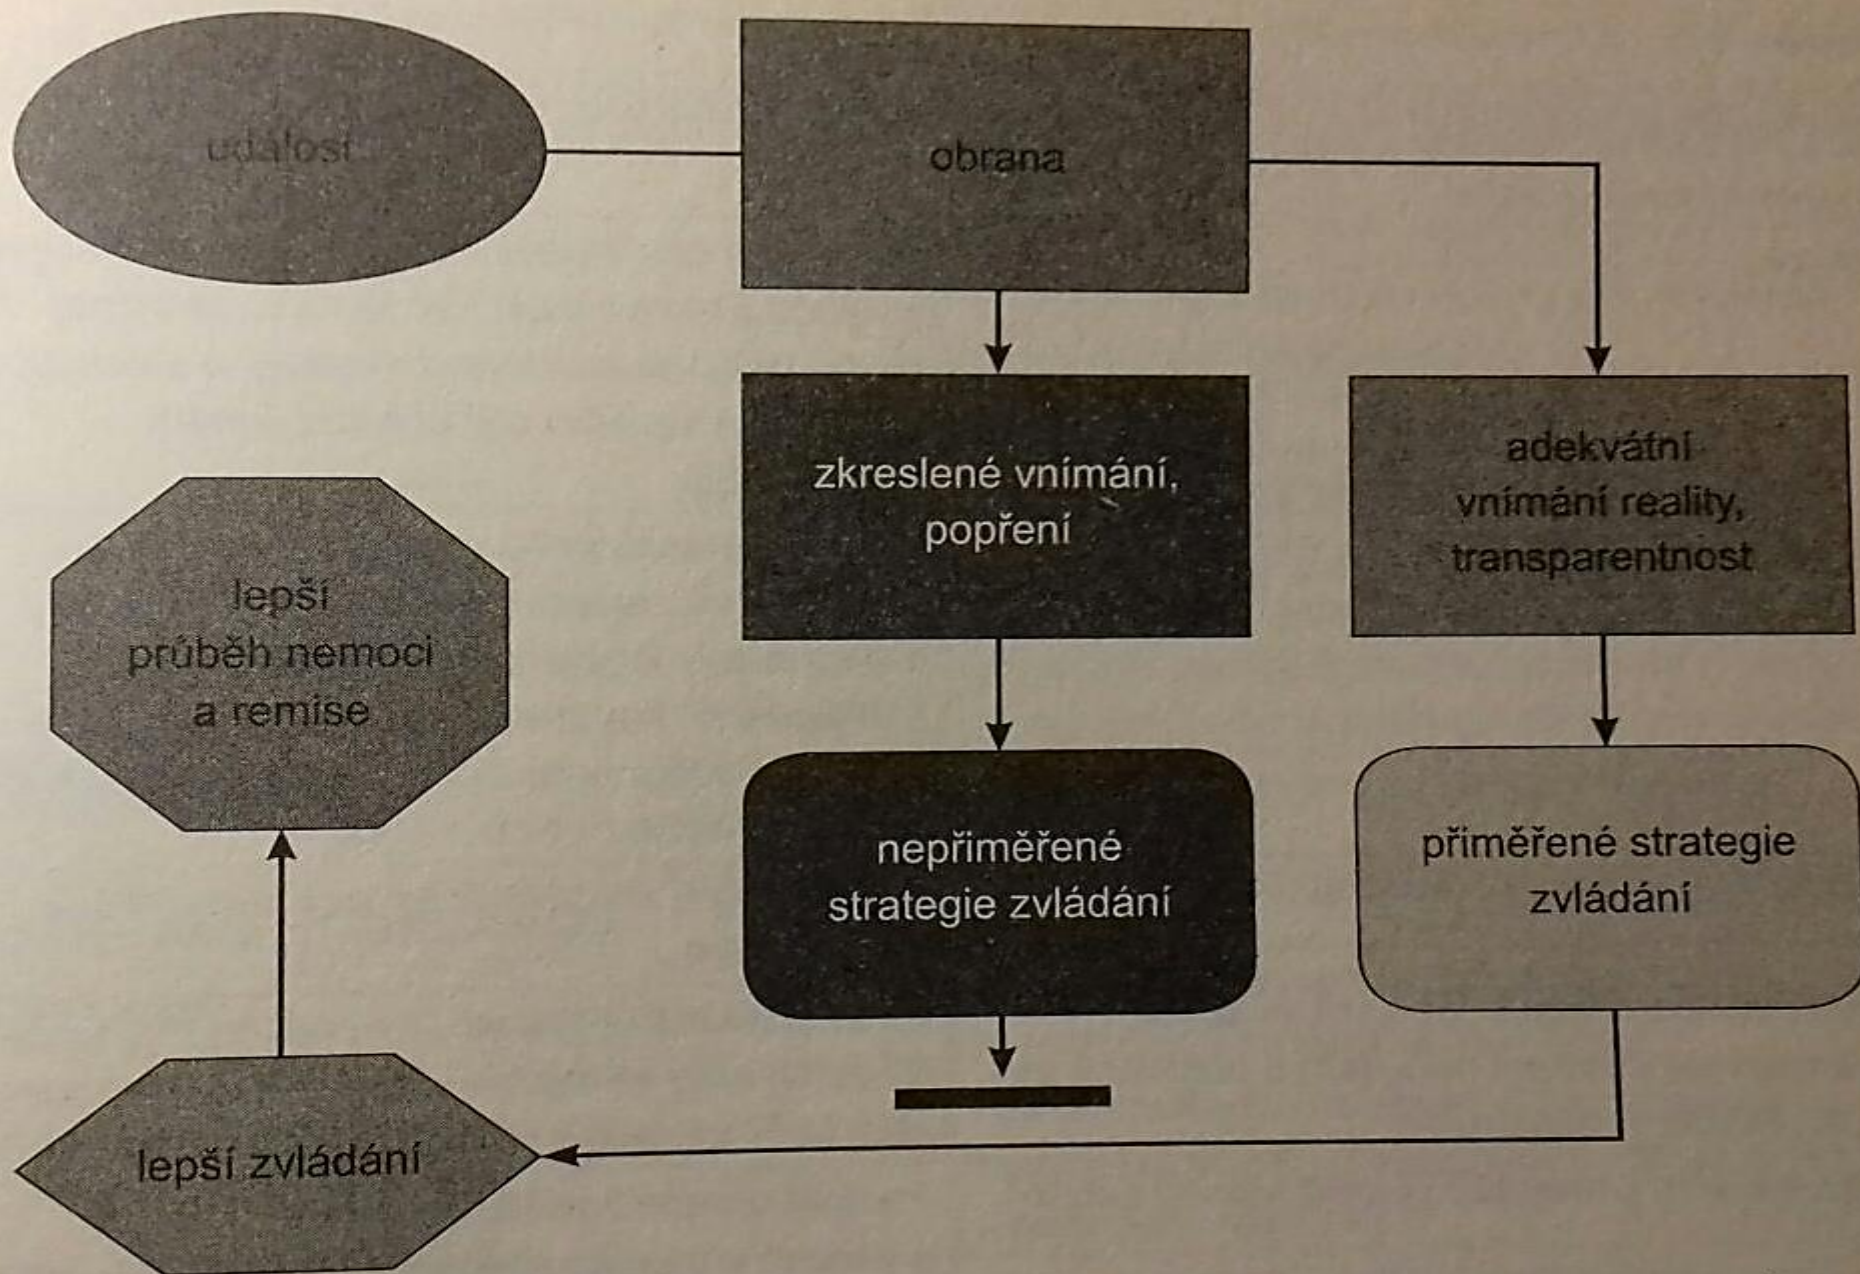 událost
obrana
zkreslené vnímání,
popření
adekvátní
vnímání reality,
transparentnost
lepší
průběh nemoci
a remise
nepřiměřené
strategie zvládání
přiměřené strategie
zvládání
lepší zvládání